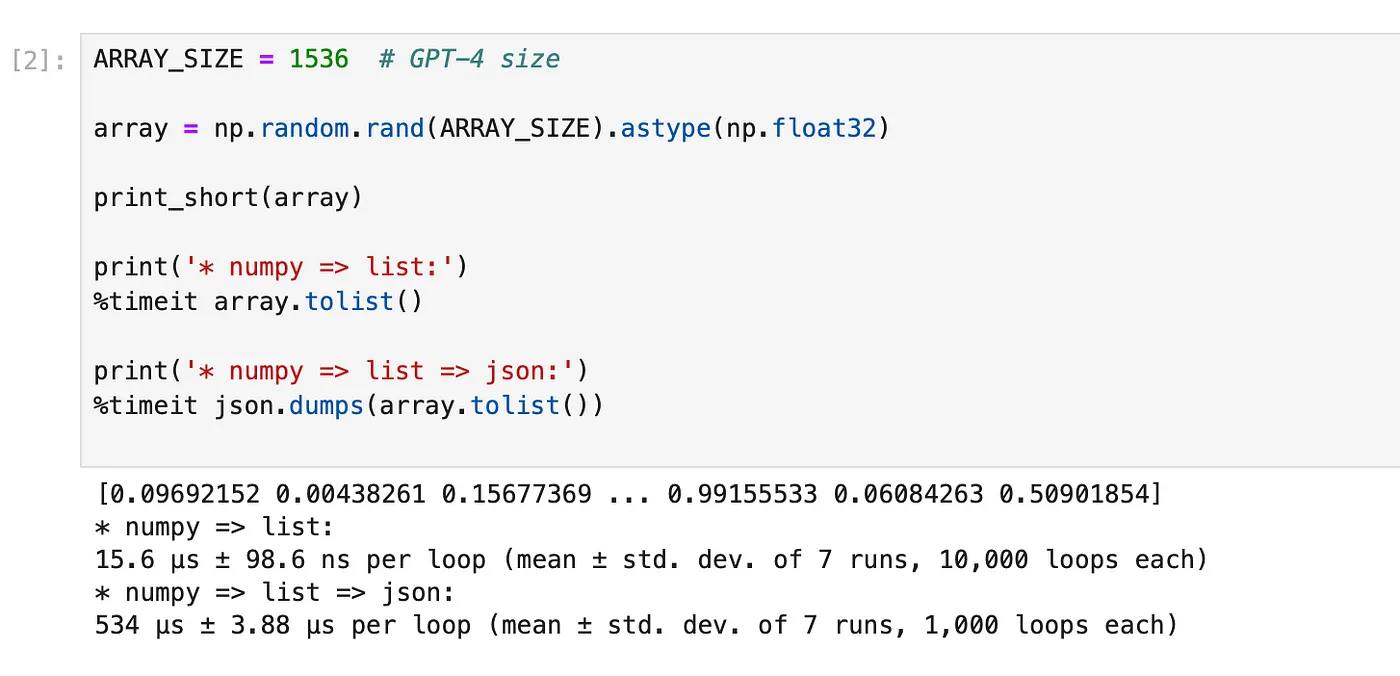 [2]: ARRAY_SIZE = 1536  # GPT-4 size
array = np.random.rand(ARRAY_SIZE).astype(np.float32)
print_short(array)
print('* numpy => list:')
%timeit array.tolist()
print('* numpy => list => json:')
%timeit json.dumps(array.tolist())
[0.09692152 0.00438261 0.15677369 ... 0.99155533 0.06084263 0.50901854]
* numpy => list:
15.6 µs ± 98.6 ns per loop (mean ± std. dev. of 7 runs, 10,000 loops each)
* numpy => list => json:
534 µs ± 3.88 µs per loop (mean ± std. dev. of 7 runs, 1,000 loops each)